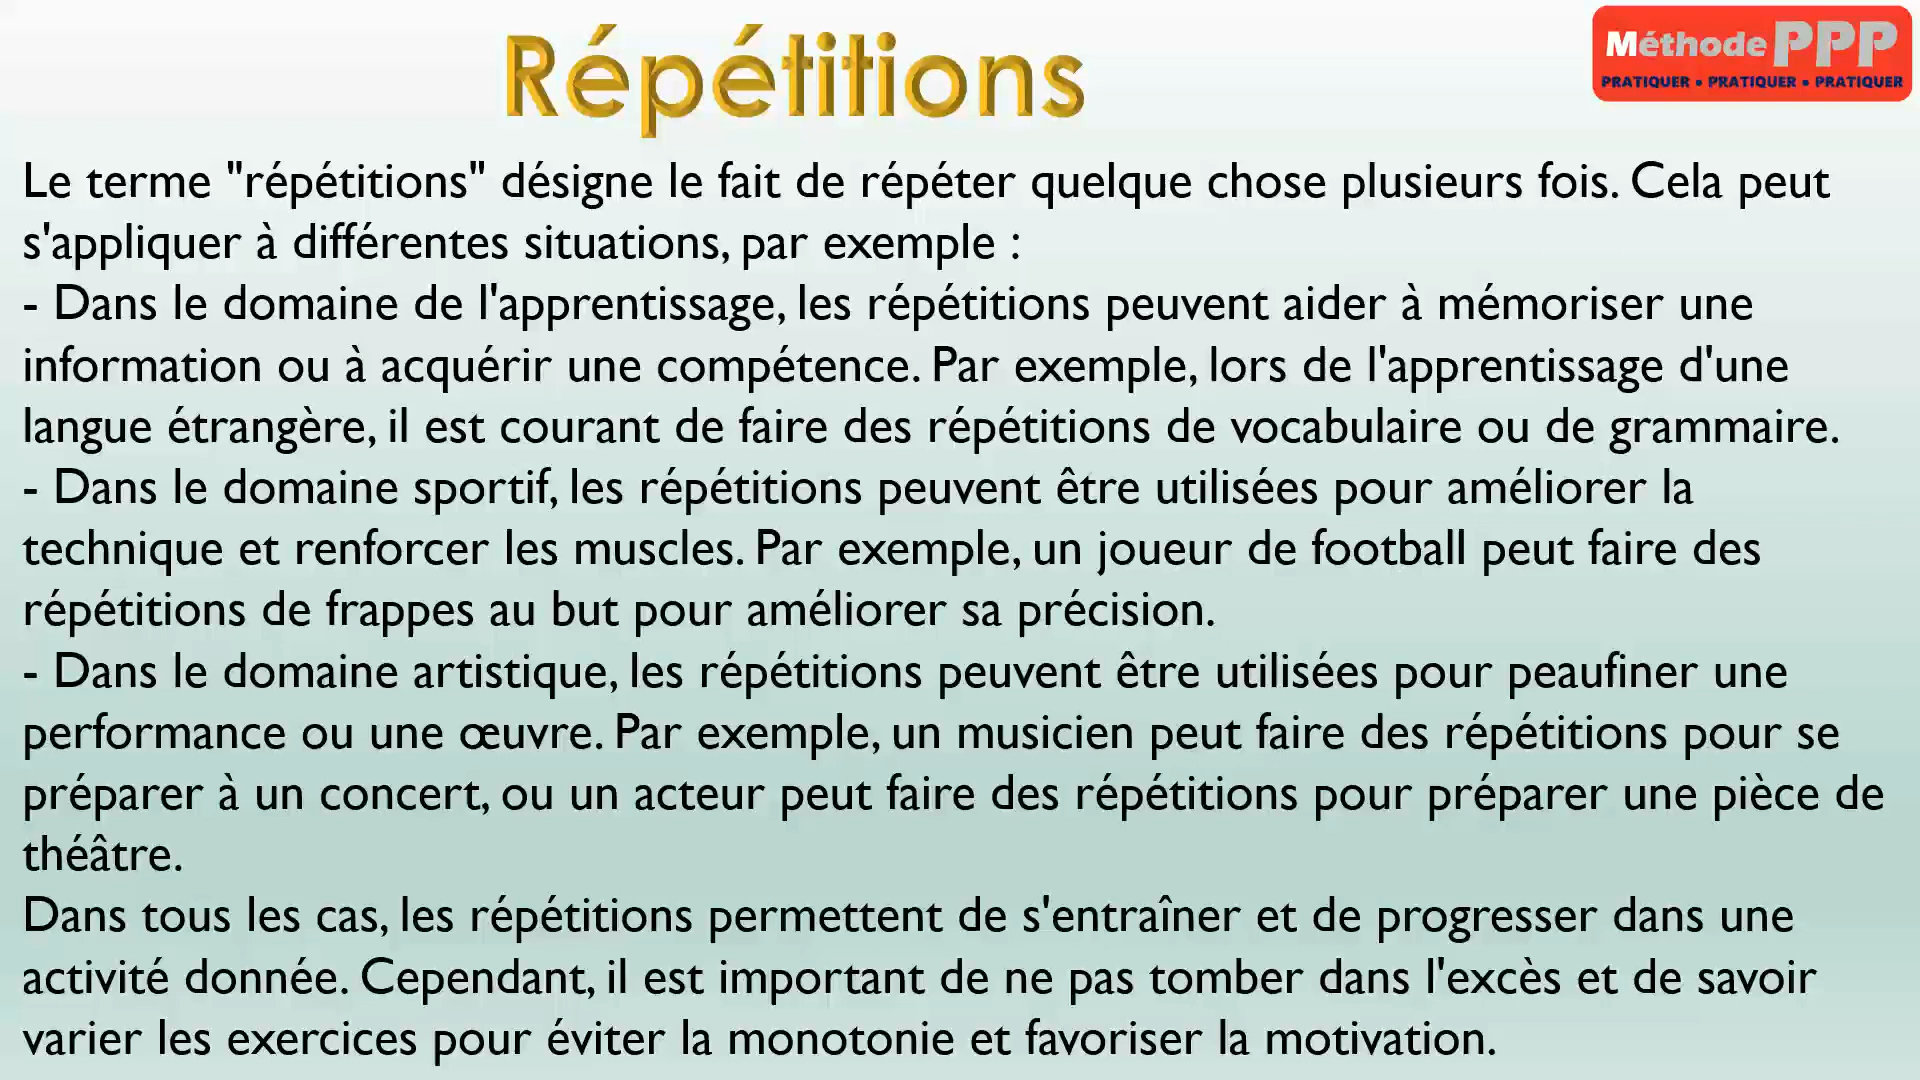 Répétitions
Méthode PPP
PRATIQUER • PRATIQUER • PRATIQUER
Le terme "répétitions" désigne le fait de répéter quelque chose plusieurs fois. Cela peut
s'appliquer à différentes situations, par exemple :
- Dans le domaine de l'apprentissage, les répétitions peuvent aider à mémoriser une
information ou à acquérir une compétence. Par exemple, lors de l'apprentissage d'une
langue étrangère, il est courant de faire des répétitions de vocabulaire ou de grammaire.
- Dans le domaine sportif, les répétitions peuvent être utilisées pour améliorer la
technique et renforcer les muscles. Par exemple, un joueur de football peut faire des
répétitions de frappes au but pour améliorer sa précision.
- Dans le domaine artistique, les répétitions peuvent être utilisées pour peaufiner une
performance ou une œuvre. Par exemple, un musicien peut faire des répétitions pour se
préparer à un concert, ou un acteur peut faire des répétitions pour préparer une pièce de
théâtre.
Dans tous les cas, les répétitions permettent de s'entraîner et de progresser dans une
activité donnée. Cependant, il est important de ne pas tomber dans l'excès et de savoir
varier les exercices pour éviter la monotonie et favoriser la motivation.